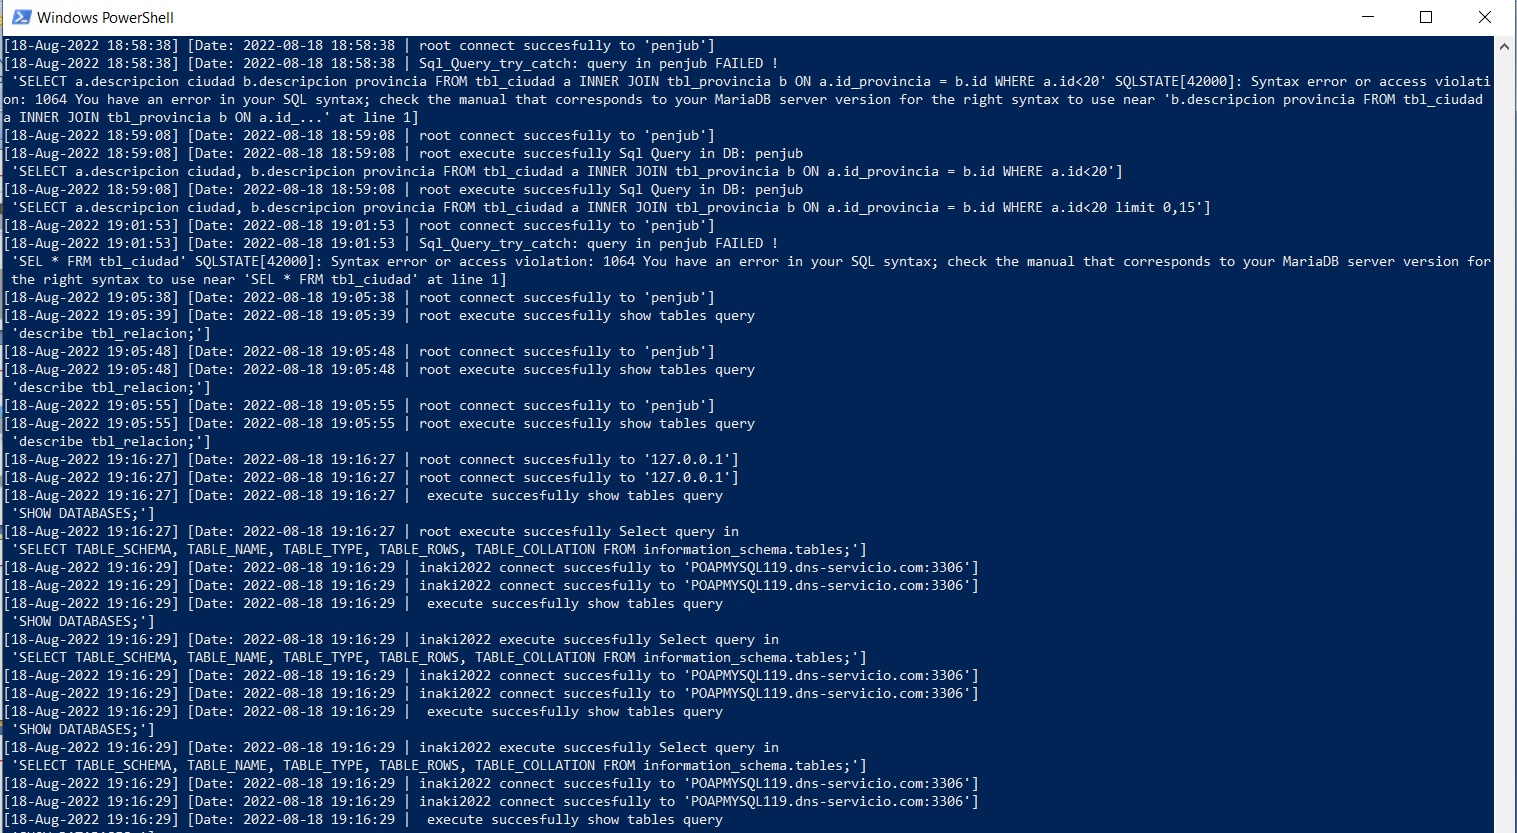 Windows PowerShell
[18-Aug-2022 18:58:38] [Date: 2022-08-18 18:58:38 | root connect succesfully to 'penjub']
[18-Aug-2022 18:58:38] [Date: 2022-08-18 18:58:38 | Sql_Query_try_catch: query in penjub FAILED !
'SELECT a.descripcion ciudad b.descripcion provincia FROM tbl_ciudad a INNER JOIN tbl_provincia b ON a.id_provincia = b.id WHERE a.id<20' SQLSTATE[42000]: Syntax error or access violati
on: 1064 You have an error in your SQL syntax; check the manual that corresponds to your MariaDB server version for the right syntax to use near 'b.descripcion provincia FROM tbl_ciudad
a INNER JOIN tbl_provincia b ON a.id_...' at line 1]
[18-Aug-2022 18:59:08] [Date: 2022-08-18 18:59:08 | root connect succesfully to 'penjub']
[18-Aug-2022 18:59:08] [Date: 2022-08-18 18:59:08 | root execute succesfully Sql Query in DB: penjub
'SELECT a.descripcion ciudad, b.descripcion provincia FROM tbl_ciudad a INNER JOIN tbl_provincia b ON a.id_provincia = b.id WHERE a.id<20']
[18-Aug-2022 18:59:08] [Date: 2022-08-18 18:59:08 | root execute succesfully Sql Query in DB: penjub
'SELECT a.descripcion ciudad, b.descripcion provincia FROM tbl_ciudad a INNER JOIN tbl_provincia b ON a.id_provincia = b.id WHERE a.id<20 limit 0,15']
[18-Aug-2022 19:01:53] [Date: 2022-08-18 19:01:53 | root connect succesfully to 'penjub']
[18-Aug-2022 19:01:53] [Date: 2022-08-18 19:01:53 | Sql_Query_try_catch: query in penjub FAILED !
'SEL * FRM tbl_ciudad' SQLSTATE[42000]: Syntax error or access violation: 1064 You have an error in your SQL syntax; check the manual that corresponds to your MariaDB server version for
the right syntax to use near 'SEL * FRM tbl_ciudad' at line 1]
[18-Aug-2022 19:05:38] [Date: 2022-08-18 19:05:38 | root connect succesfully to 'penjub']
[18-Aug-2022 19:05:39] [Date: 2022-08-18 19:05:39 | root execute succesfully show tables query
'describe tbl_relacion;']
[18-Aug-2022 19:05:48] [Date: 2022-08-18 19:05:48 | root connect succesfully to 'penjub']
[18-Aug-2022 19:05:48] [Date: 2022-08-18 19:05:48 | root execute succesfully show tables query
'describe tbl_relacion;']
[18-Aug-2022 19:05:55] [Date: 2022-08-18 19:05:55 | root connect succesfully to 'penjub']
[18-Aug-2022 19:05:55] [Date: 2022-08-18 19:05:55 | root execute succesfully show tables query
'describe tbl_relacion;']
[18-Aug-2022 19:16:27] [Date: 2022-08-18 19:16:27 | root connect succesfully to '127.0.0.1']
[18-Aug-2022 19:16:27] [Date: 2022-08-18 19:16:27 | root connect succesfully to '127.0.0.1']
[18-Aug-2022 19:16:27] [Date: 2022-08-18 19:16:27 |  execute succesfully show tables query
'SHOW DATABASES;']
[18-Aug-2022 19:16:27] [Date: 2022-08-18 19:16:27 | root execute succesfully Select query in
'SELECT TABLE_SCHEMA, TABLE_NAME, TABLE_TYPE, TABLE_ROWS, TABLE_COLLATION FROM information_schema.tables;']
[18-Aug-2022 19:16:29] [Date: 2022-08-18 19:16:29 | inaki2022 connect succesfully to 'POAPMYSQL119.dns-servicio.com:3306']
[18-Aug-2022 19:16:29] [Date: 2022-08-18 19:16:29 | inaki2022 connect succesfully to 'POAPMYSQL119.dns-servicio.com:3306']
[18-Aug-2022 19:16:29] [Date: 2022-08-18 19:16:29 |  execute succesfully show tables query
'SHOW DATABASES;']
[18-Aug-2022 19:16:29] [Date: 2022-08-18 19:16:29 | inaki2022 execute succesfully Select query in
'SELECT TABLE_SCHEMA, TABLE_NAME, TABLE_TYPE, TABLE_ROWS, TABLE_COLLATION FROM information_schema.tables;']
[18-Aug-2022 19:16:29] [Date: 2022-08-18 19:16:29 | inaki2022 connect succesfully to 'POAPMYSQL119.dns-servicio.com:3306']
[18-Aug-2022 19:16:29] [Date: 2022-08-18 19:16:29 | inaki2022 connect succesfully to 'POAPMYSQL119.dns-servicio.com:3306']
[18-Aug-2022 19:16:29] [Date: 2022-08-18 19:16:29 |  execute succesfully show tables query
'SHOW DATABASES;']
[18-Aug-2022 19:16:29] [Date: 2022-08-18 19:16:29 | inaki2022 execute succesfully Select query in
'SELECT TABLE_SCHEMA, TABLE_NAME, TABLE_TYPE, TABLE_ROWS, TABLE_COLLATION FROM information_schema.tables;']
[18-Aug-2022 19:16:29] [Date: 2022-08-18 19:16:29 | inaki2022 connect succesfully to 'POAPMYSQL119.dns-servicio.com:3306']
[18-Aug-2022 19:16:29] [Date: 2022-08-18 19:16:29 | inaki2022 connect succesfully to 'POAPMYSQL119.dns-servicio.com:3306']
[18-Aug-2022 19:16:29] [Date: 2022-08-18 19:16:29 |  execute succesfully show tables query